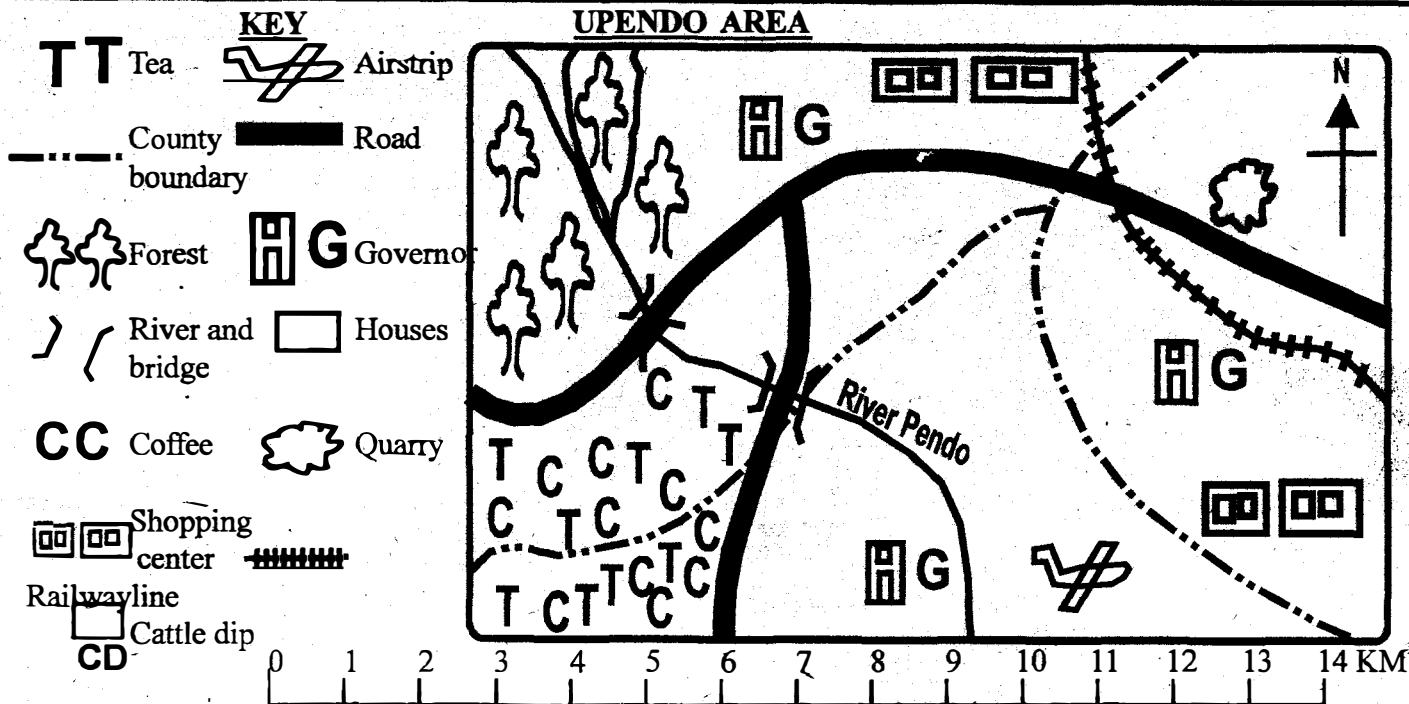 KEY
UPENDO AREA
T T Tea
Airstrip
County boundary
Road
Forest
G Governor
River and bridge
Houses
C C Coffee
Quarry
Shopping center
Railwayline
Cattle dip
CD
N
G
G
G
River Pendo
C
T
T
T
C
C
T
C
C
T
C
C
T
C
T
C
T
T
C
C
0 1 2 3 4 5 6 7 8 9 10 11 12 13 14 KM